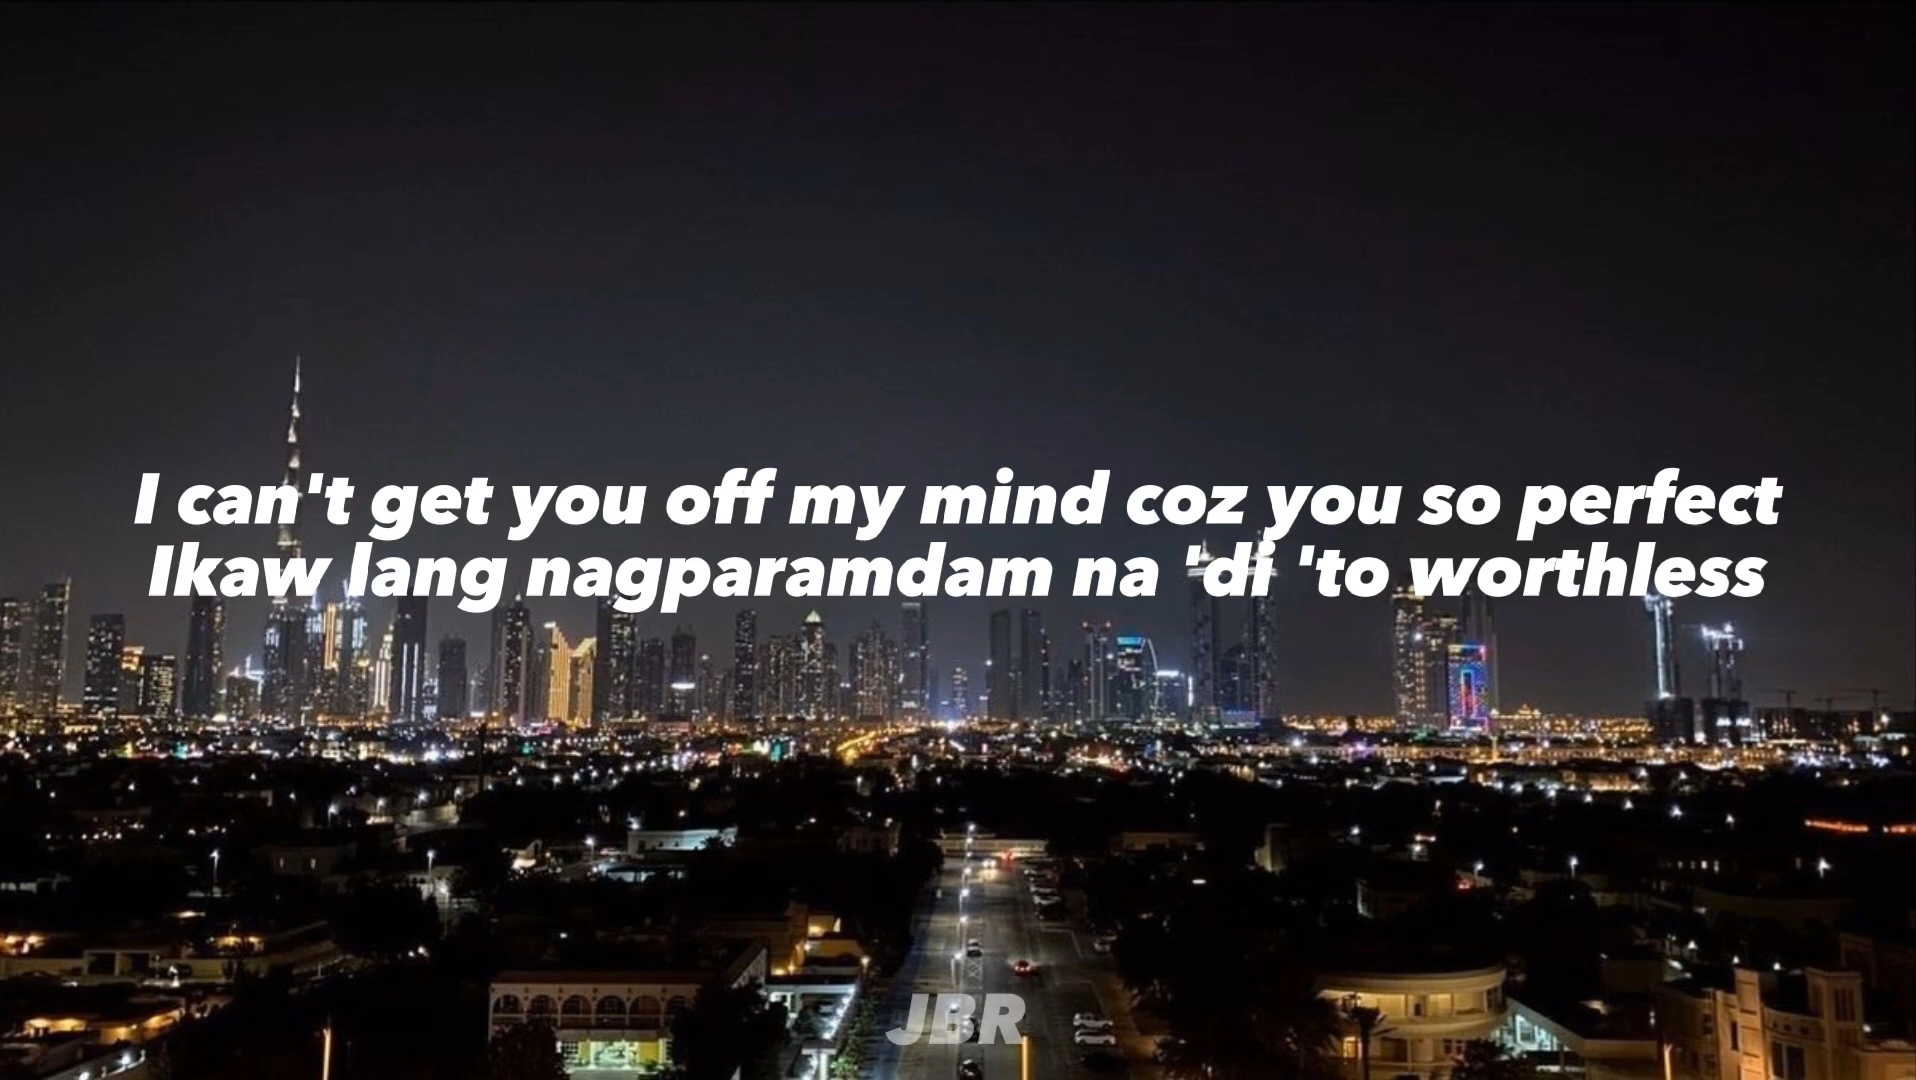 I can't get you off my mind coz you so perfect
Ikaw lang nagparamdam na 'di 'to worthless
JBR